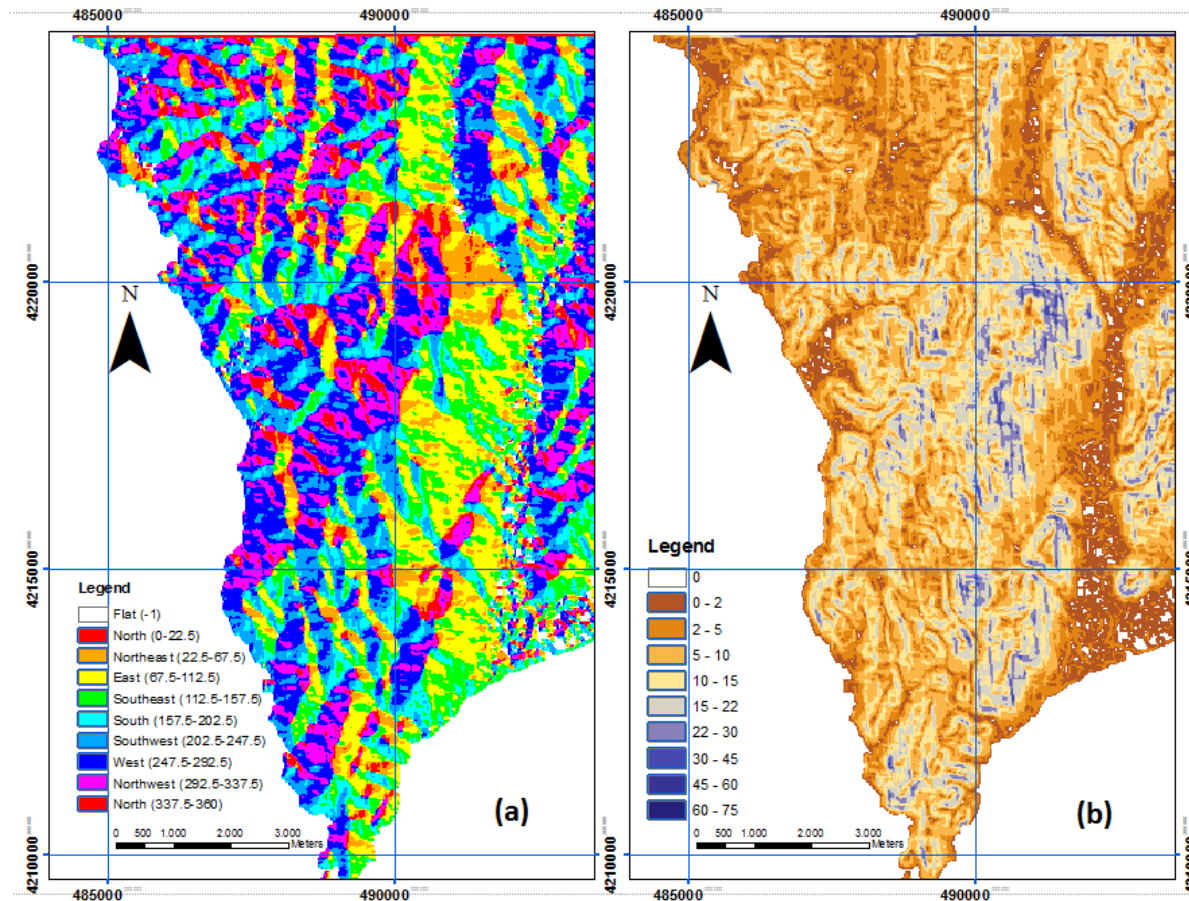 485000 490000
485000 490000
4220000
4220000
4220000
4215000
4215000
4210000
4210000
N
Legend
Flat (-1)
North (0-22.5)
Northeast (22.5-67.5)
East (67.5-112.5)
Southeast (112.5-157.5)
South (157.5-202.5)
Southwest (202.5-247.5)
West (247.5-292.5)
Northwest (292.5-337.5)
North (337.5-360)
0 500 1.000 2.000 3.000
Meters
(a)
485000 490000
N
Legend
0
0 - 2
2 - 5
5 - 10
10 - 15
15 - 22
22 - 30
30 - 45
45 - 60
60 - 75
0 500 1.000 2.000 3.000
Meters
(b)
485000 490000